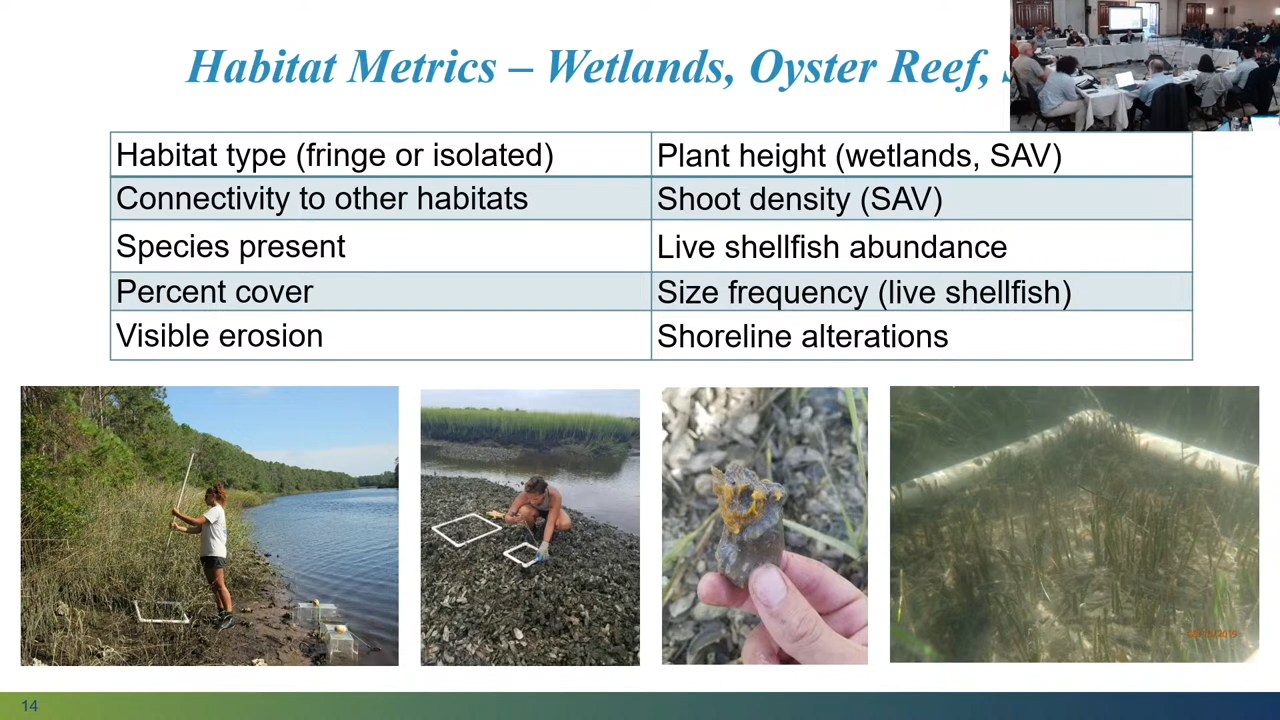 Habitat Metrics – Wetlands, Oyster Reef,
Habitat type (fringe or isolated)
Plant height (wetlands, SAV)
Connectivity to other habitats
Shoot density (SAV)
Species present
Live shellfish abundance
Percent cover
Size frequency (live shellfish)
Visible erosion
Shoreline alterations
14